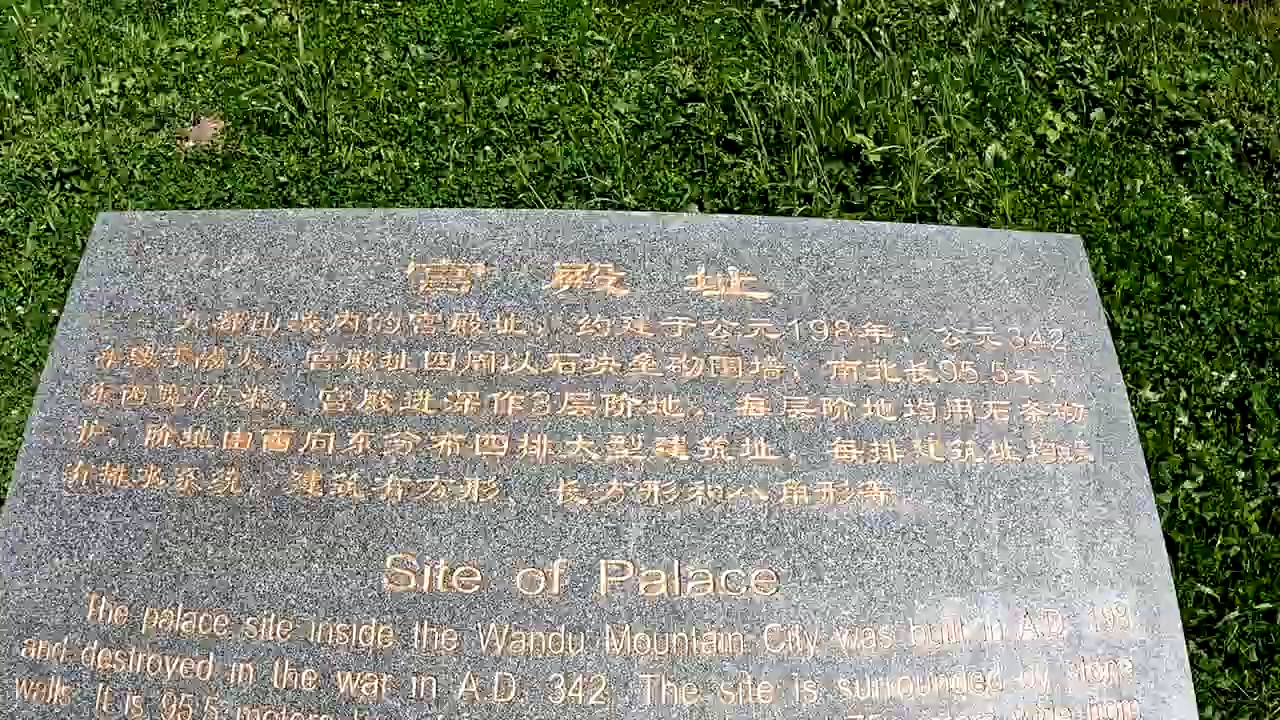 宫殿址
丸都山城内的宫殿址，约建于公元198年，公元342
年毁于战火。宫殿址四周以石块垒砌围墙，南北长95.5米，
东西宽75米，宫殿进深作3层阶地。每层阶地均用石条砌
护。阶地由西向东分布四排大型建筑址，每排建筑址均设
有排水系统，建筑有方形、长方形和八角形等。
Site of Palace
The palace site inside the Wandu Mountain City was built in A.D. 198
and destroyed in the war in A.D. 342. The site is surrounded by stone
walls. It is 95.5 meters